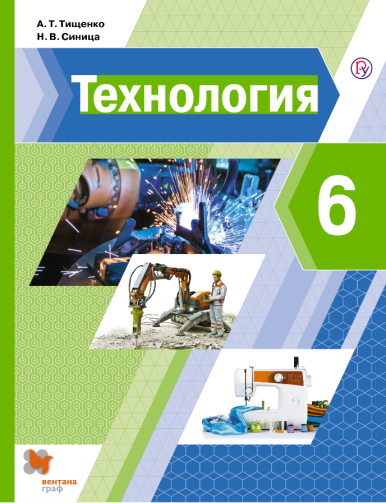 А. Т. Тищенко
Н. В. Синица
Технология
6
вентана
граф